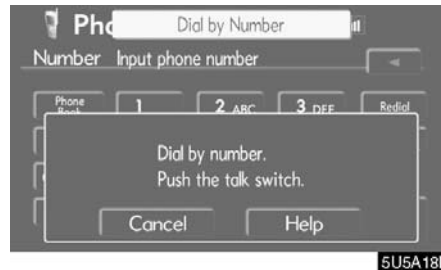 Pho
Dial by Number
Number Input phone number
Phone Book 1 2 ABC 3 DEF Redial
Dial by number.
Push the talk switch.
Cancel Help
5U5A18